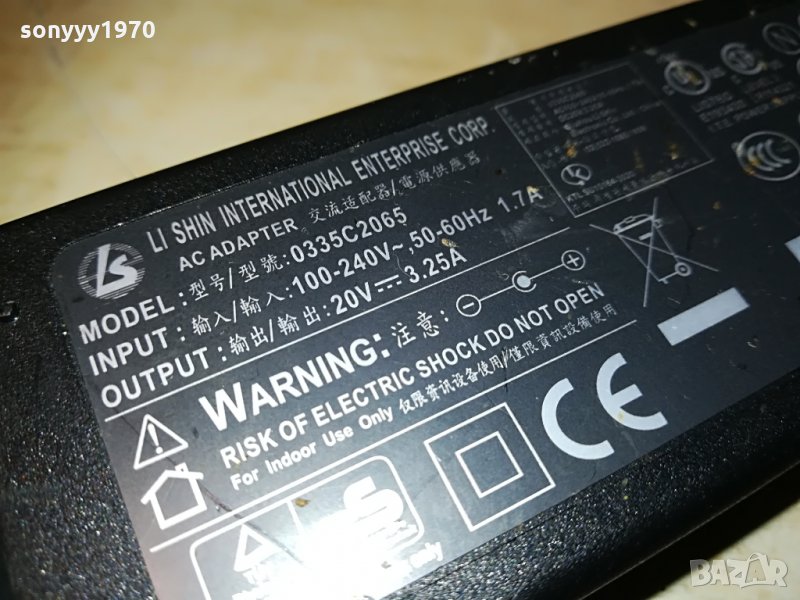 sonyyy1970
LS
LI SHIN INTERNATIONAL ENTERPRISE CORP.
AC ADAPTER 交流适配器/電源供應器
MODEL: 型号/型號: 0335C2065
INPUT: 输入/輸入: 100-240V~, 50-60Hz 1.7A
OUTPUT: 输出/輸出: 20V⎓3.25A
WARNING: 注意:
RISK OF ELECTRIC SHOCK DO NOT OPEN
For Indoor Use Only 仅限资讯设备使用/僅限資訊設備使用
CE
BAZAR